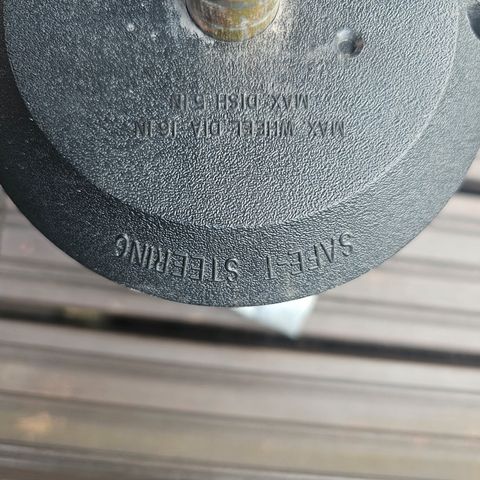 SAFE-T STEERING
MAX WHEEL DIA 16 IN
MAX DISH 5 IN